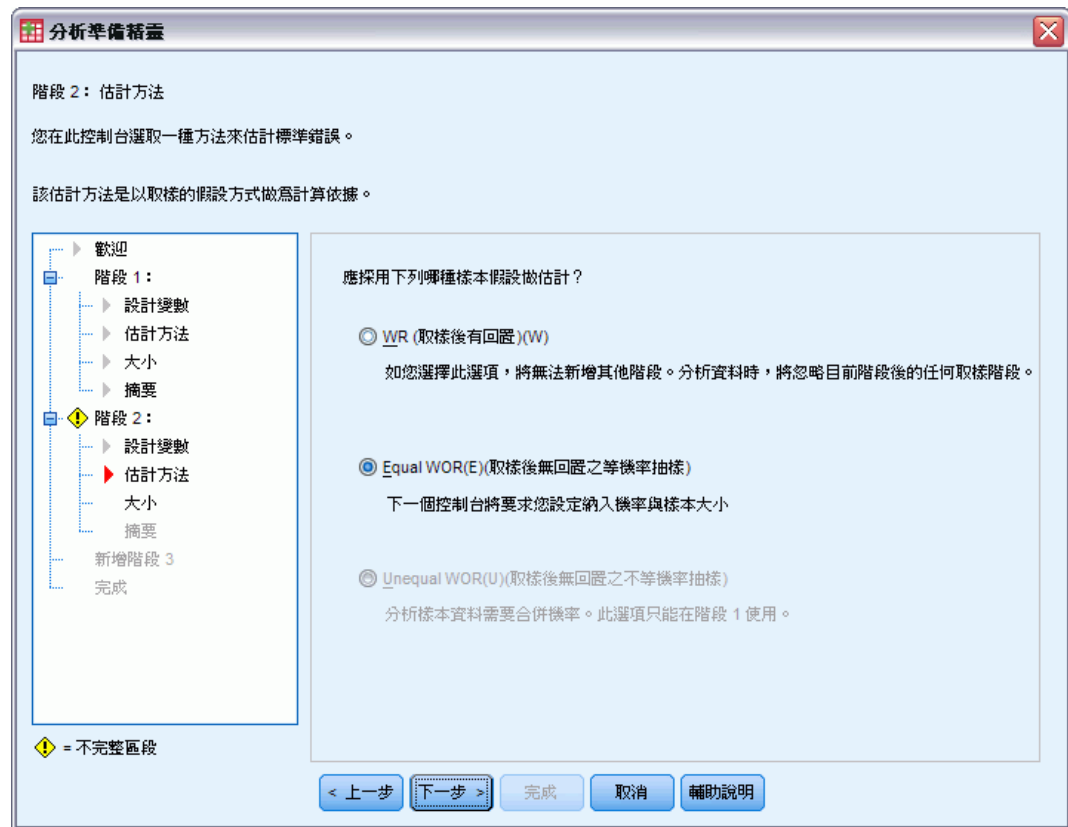 分析準備精靈
階段 2：估計方法
您在此控制台選取一種方法來估計標準錯誤。
該估計方法是以取樣的假設方式做為計算依據。
歡迎
階段 1：
設計變數
估計方法
大小
摘要
階段 2：
設計變數
估計方法
大小
摘要
新增階段 3
完成
= 不完整區段
應採用下列哪種樣本假設做估計？
WR (取樣後有回置)(W)
如您選擇此選項，將無法新增其他階段。分析資料時，將忽略目前階段後的任何取樣階段。
Equal WOR(E)(取樣後無回置之等機率抽樣)
下一個控制台將要求您設定納入機率與樣本大小
Unequal WOR(U)(取樣後無回置之不等機率抽樣)
分析樣本資料需要合併機率。此選項只能在階段 1 使用。
< 上一步
下一步 >
完成
取消
輔助說明